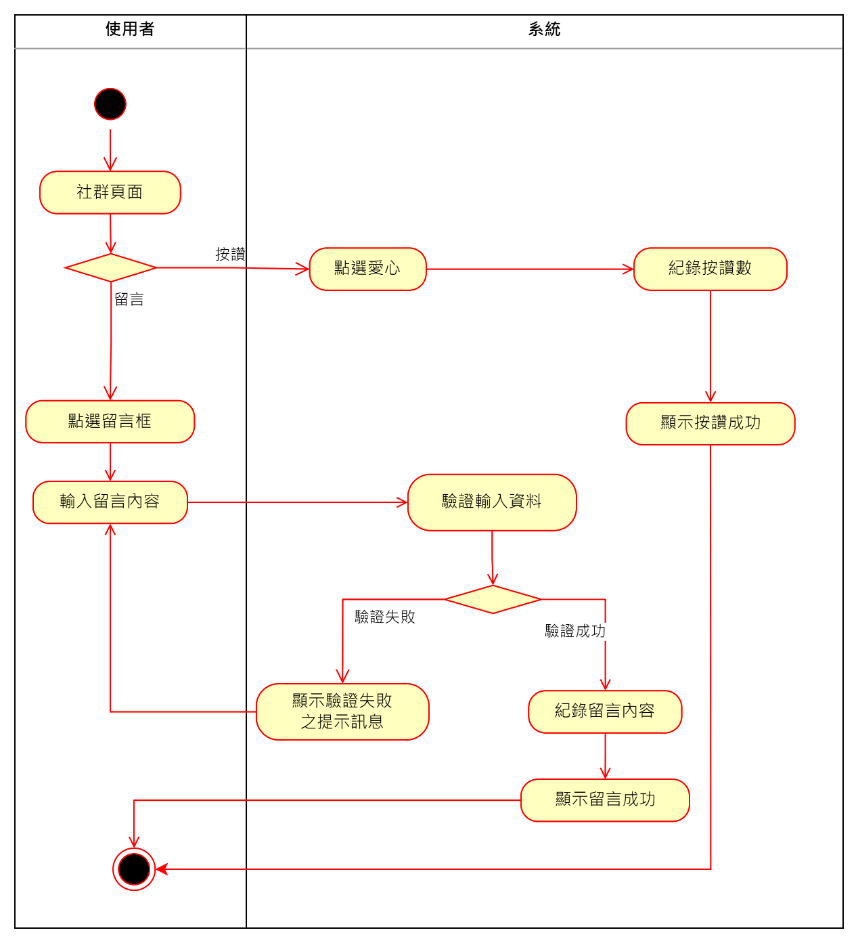 使用者
系統
社群頁面
按讚
點選愛心
紀錄按讚數
留言
點選留言框
顯示按讚成功
輸入留言內容
驗證輸入資料
驗證失敗
驗證成功
顯示驗證失敗
之提示訊息
紀錄留言內容
顯示留言成功